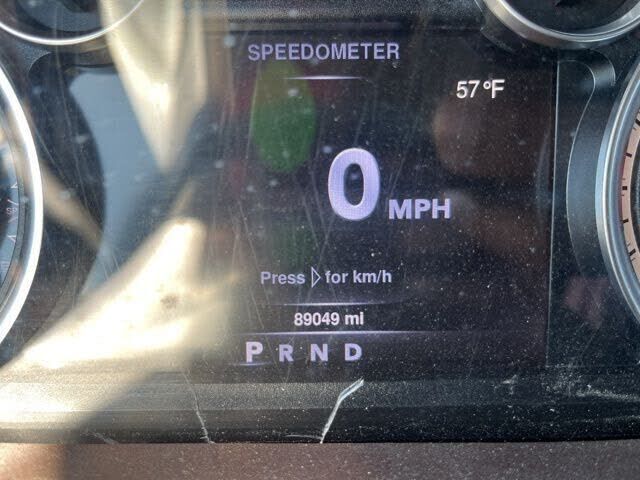 SPEEDOMETER
57°F
0 MPH
Press ▷ for km/h
89049 mi
P R N D